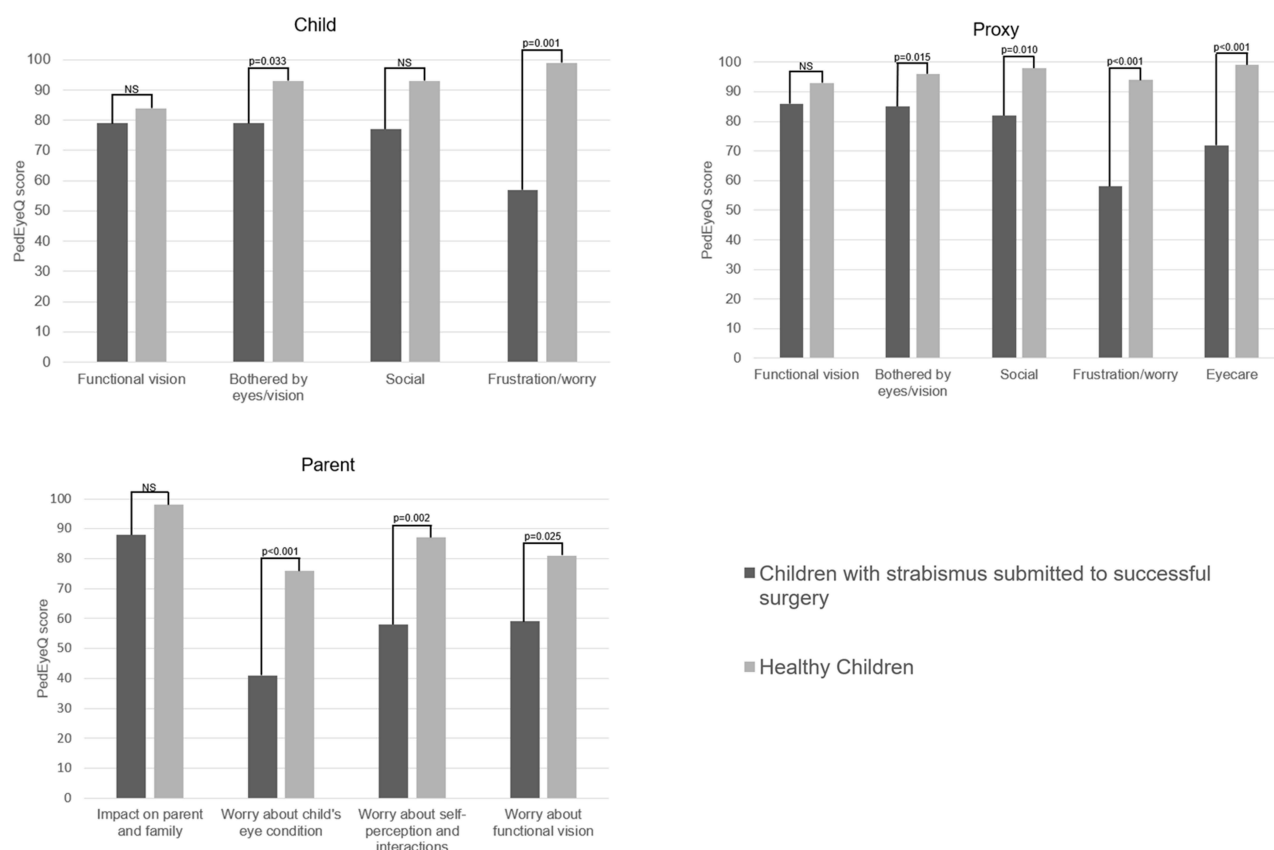 Child
PedEyeQ score
100
90
80
70
60
50
40
30
20
10
0
NS
p=0.033
NS
p=0.001
Functional vision
Bothered by
eyes/vision
Social
Frustration/worry
Proxy
PedEyeQ score
100
90
80
70
60
50
40
30
20
10
0
NS
p=0.015
p=0.010
p<0.001
p<0.001
Functional vision
Bothered by
eyes/vision
Social
Frustration/worry
Eyecare
Parent
PedEyeQ score
100
90
80
70
60
50
40
30
20
10
0
NS
p<0.001
p=0.002
p=0.025
Impact on parent
and family
Worry about child's
eye condition
Worry about self-
perception and
interactions
Worry about
functional vision
Children with strabismus submitted to successful
surgery
Healthy Children